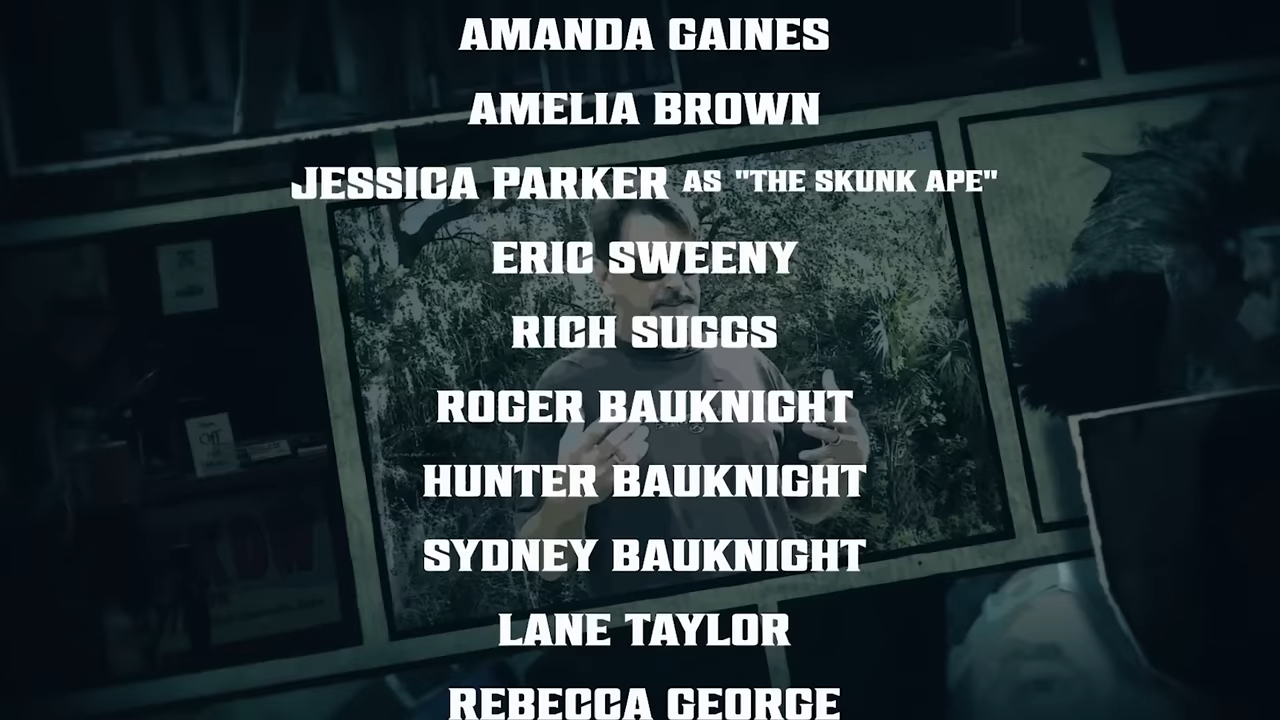 AMANDA GAINES
AMELIA BROWN
JESSICA PARKER AS "THE SKUNK APE"
ERIC SWEENY
RICH SUGGS
ROGER BAUKNIGHT
HUNTER BAUKNIGHT
SYDNEY BAUKNIGHT
LANE TAYLOR
REBECCA GEORGE
Off